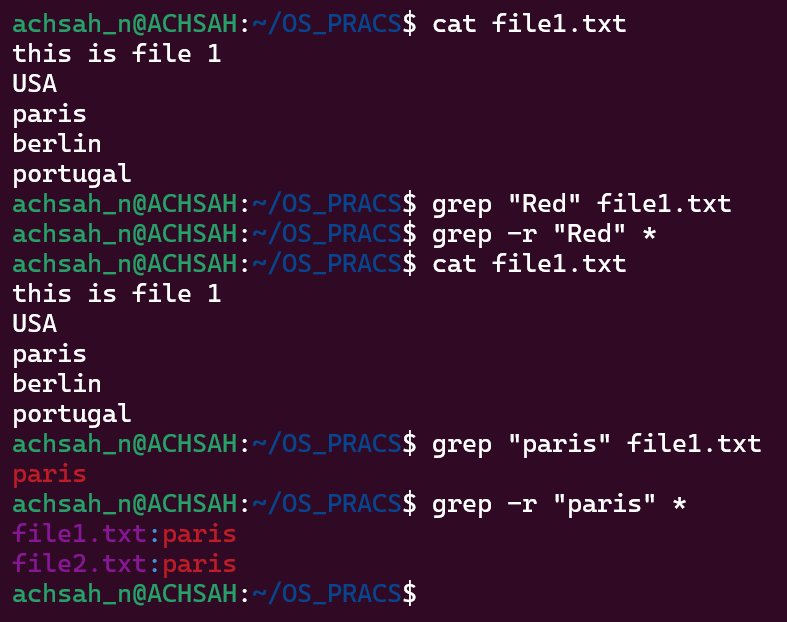 achsah_n@ACHSAH:~/OS_PRACS$ cat file1.txt
this is file 1
USA
paris
berlin
portugal
achsah_n@ACHSAH:~/OS_PRACS$ grep "Red" file1.txt
achsah_n@ACHSAH:~/OS_PRACS$ grep -r "Red" *
achsah_n@ACHSAH:~/OS_PRACS$ cat file1.txt
this is file 1
USA
paris
berlin
portugal
achsah_n@ACHSAH:~/OS_PRACS$ grep "paris" file1.txt
paris
achsah_n@ACHSAH:~/OS_PRACS$ grep -r "paris" *
file1.txt:paris
file2.txt:paris
achsah_n@ACHSAH:~/OS_PRACS$